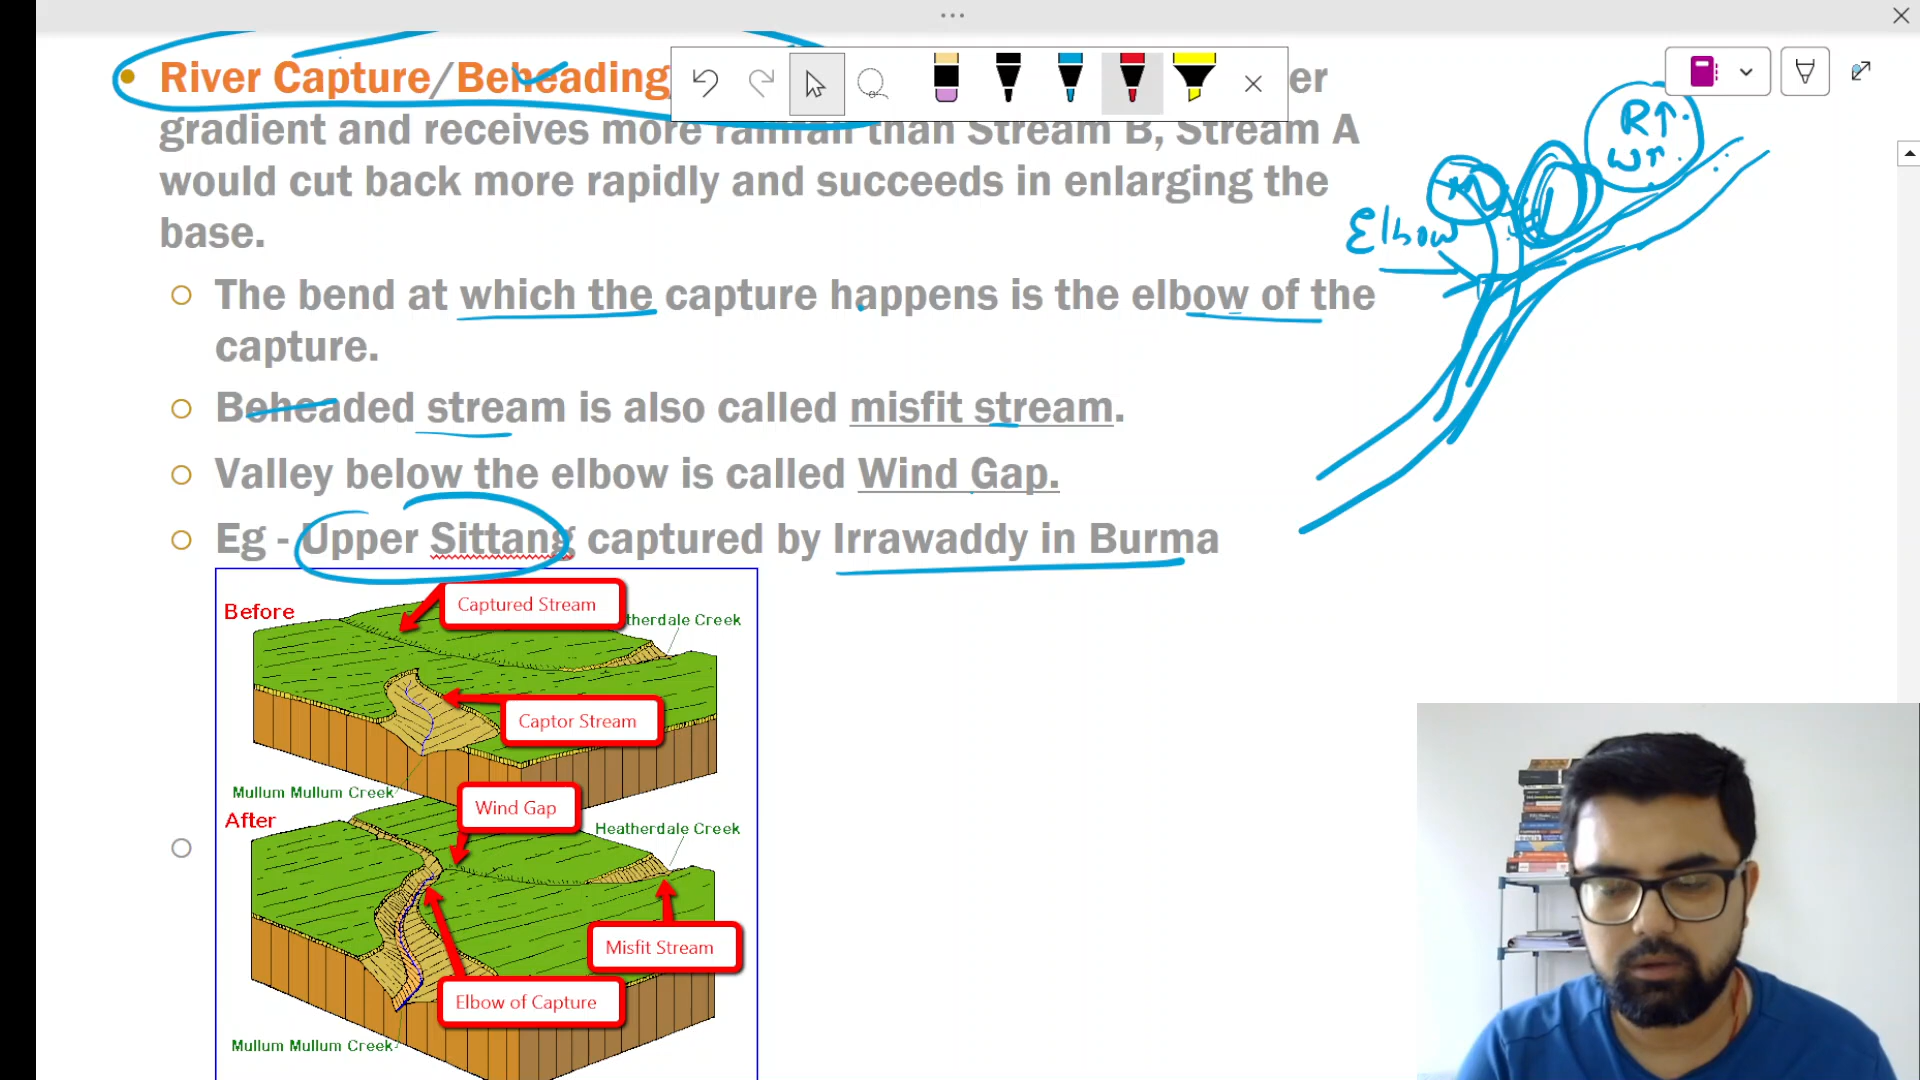 River Capture/Beheading
er
gradient and receives more rainfall than Stream B, Stream A
would cut back more rapidly and succeeds in enlarging the
base.
The bend at which the capture happens is the elbow of the
capture.
Beheaded stream is also called misfit stream.
Valley below the elbow is called Wind Gap.
Eg - Upper Sittang captured by Irrawaddy in Burma
R↑
W↑
Elbow
Before
Captured Stream
therdale Creek
Captor Stream
Mullum Mullum Creek
After
Wind Gap
Heatherdale Creek
Misfit Stream
Elbow of Capture
Mullum Mullum Creek